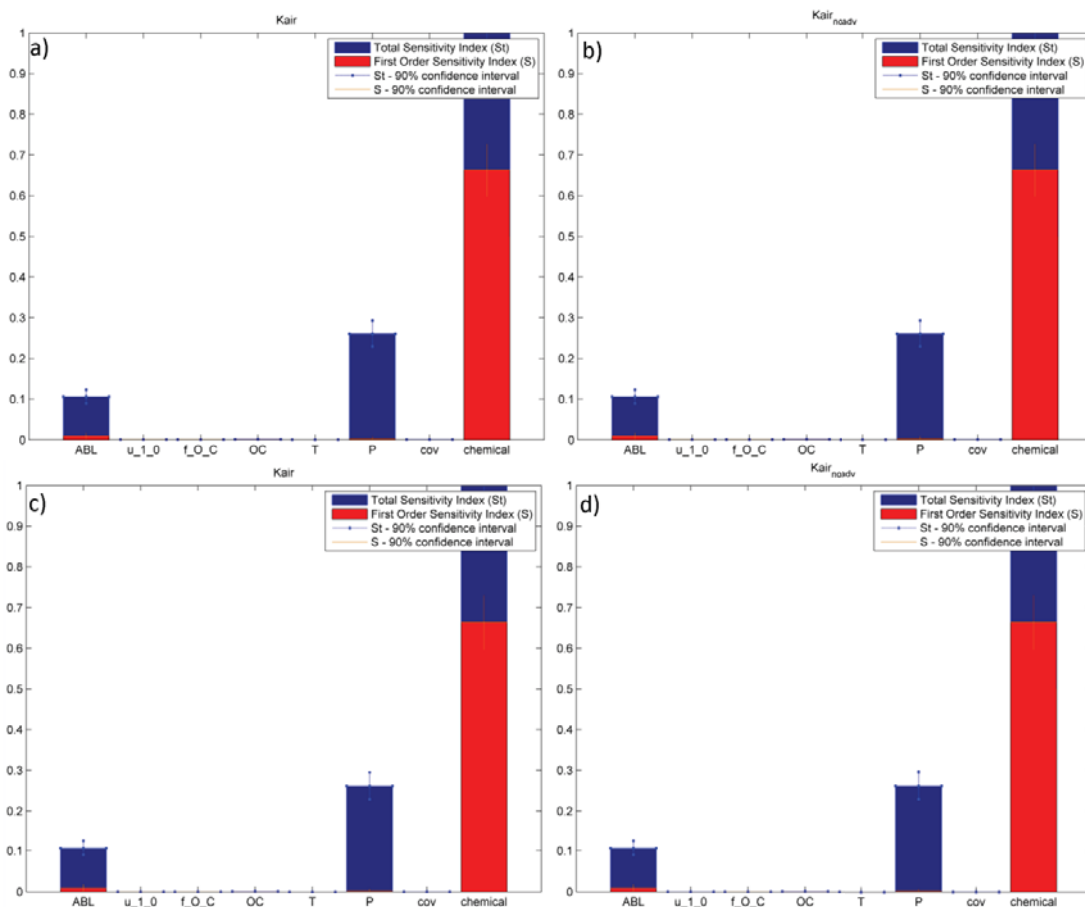 a)
Kair
Total Sensitivity Index (St)
First Order Sensitivity Index (S)
St - 90% confidence interval
S - 90% confidence interval
1
0.9
0.8
0.7
0.6
0.5
0.4
0.3
0.2
0.1
0
ABL u_1_0 f_O_C OC T P cov chemical
b)
Kair_noadv
Total Sensitivity Index (St)
First Order Sensitivity Index (S)
St - 90% confidence interval
S - 90% confidence interval
1
0.9
0.8
0.7
0.6
0.5
0.4
0.3
0.2
0.1
0
ABL u_1_0 f_O_C OC T P cov chemical
c)
Kair
Total Sensitivity Index (St)
First Order Sensitivity Index (S)
St - 90% confidence interval
S - 90% confidence interval
1
0.9
0.8
0.7
0.6
0.5
0.4
0.3
0.2
0.1
0
ABL u_1_0 f_O_C OC T P cov chemical
d)
Kair_noadv
Total Sensitivity Index (St)
First Order Sensitivity Index (S)
St - 90% confidence interval
S - 90% confidence interval
1
0.9
0.8
0.7
0.6
0.5
0.4
0.3
0.2
0.1
0
ABL u_1_0 f_O_C OC T P cov chemical